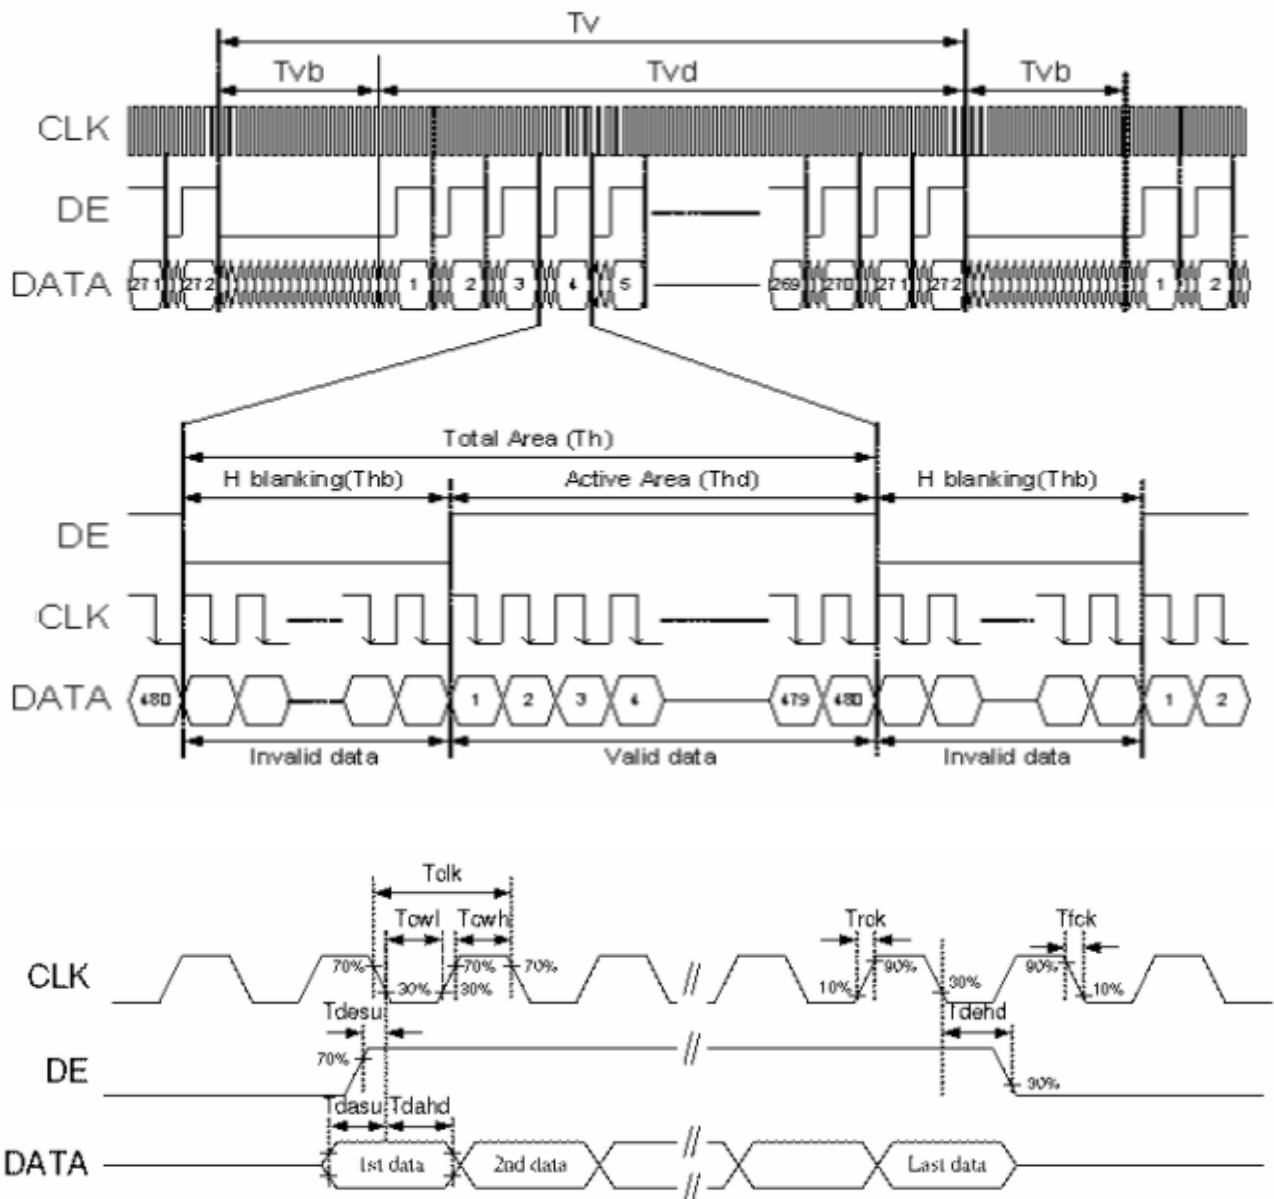 Tv
Tvb Tvd Tvb
CLK
DE
DATA 271 272 1 2 3 4 5 269 270 271 272 1 2
Total Area (Th)
H blanking(Thb) Active Area (Thd) H blanking(Thb)
DE
CLK
DATA 480 1 2 3 4 479 480 1 2
Invalid data Valid data Invalid data
Tclk
Tcwl Tcwh Trck Tfck
CLK 70% 30% 30% 70% 70% 10% 90% 30% 90% 10%
Tdesu Tdehd
DE 70% 30%
Tdasu Tdahd
DATA 1st data 2nd data Last data